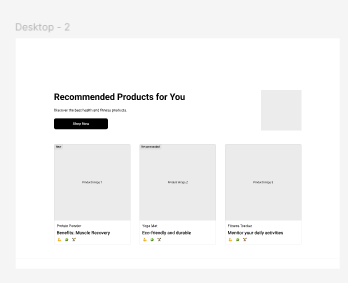 Desktop - 2
Recommended Products for You
Discover the best health and fitness products.
Shop Now
New
Recommended
Product Image 1
Product Image 2
Product Image 3
Protein Powder
Yoga Mat
Fitness Tracker
Benefits: Muscle Recovery
Eco-friendly and durable
Monitor your daily activities